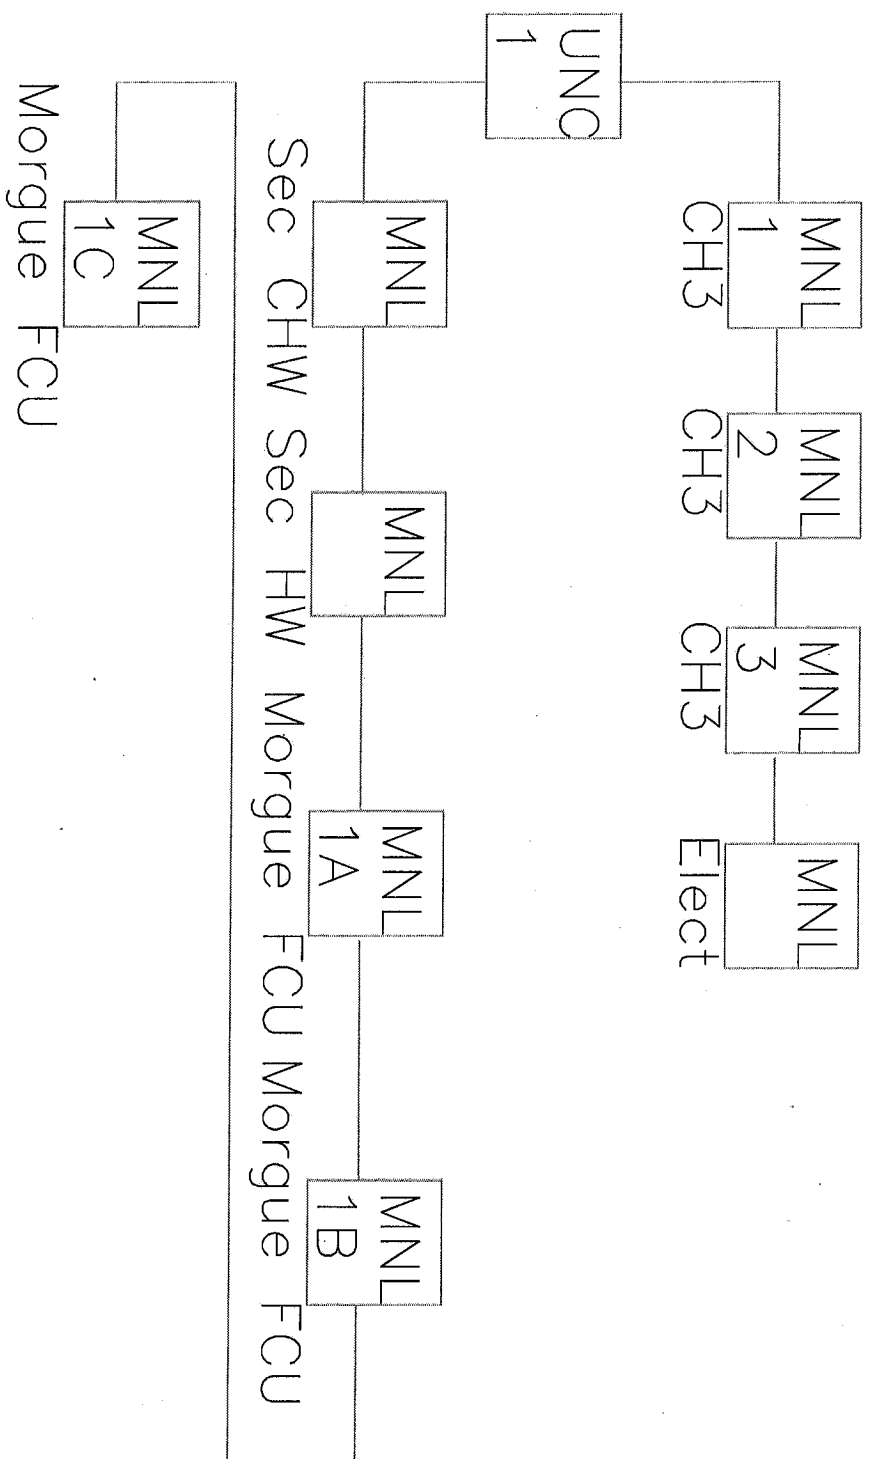 MNL
1
CH3
MNL
2
CH3
MNL
3
CH3
MNL
Elect
UNC
1
MNL
Sec CHW
MNL
Sec HW
MNL
1A
Morgue FCU
MNL
1B
Morgue FCU
MNL
1C
Morgue FCU